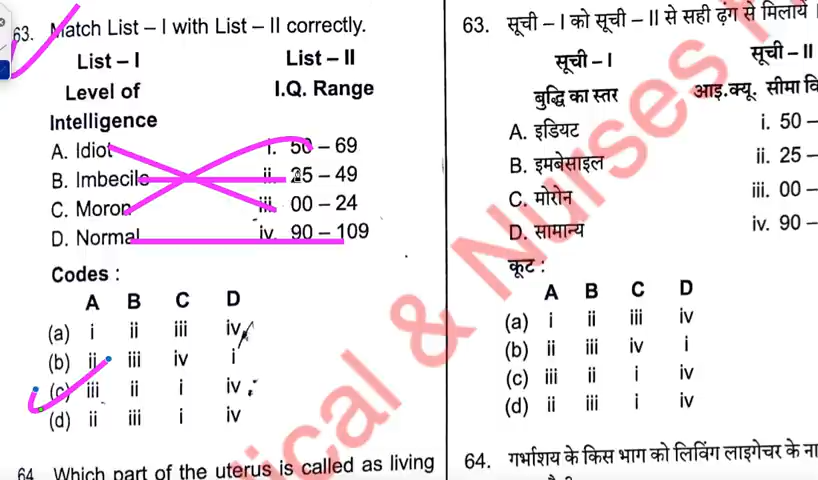 63. Match List – I with List – II correctly.
List – I List – II
Level of Intelligence I.Q. Range
A. Idiot i. 50 – 69
B. Imbecile ii. 25 – 49
C. Moron iii. 00 – 24
D. Normal iv. 90 – 109
Codes :
A B C D
(a) i ii iii iv
(b) ii iii iv i
(c) iii ii i iv
(d) ii iii i iv
64. Which part of the uterus is called as living
63. सूची – I को सूची – II से सही ढ़ंग से मिलायें
सूची – I सूची – II
बुद्धि का स्तर आइ.क्यू. सीमा वि
A. इडियट i. 50 –
B. इमबेसाइल ii. 25 –
C. मोरोन iii. 00 –
D. सामान्य iv. 90 –
कूट :
A B C D
(a) i ii iii iv
(b) ii iii iv i
(c) iii ii i iv
(d) ii iii i iv
64. गर्भाशय के किस भाग को लिविंग लाइगेचर के ना
ical & Nurses